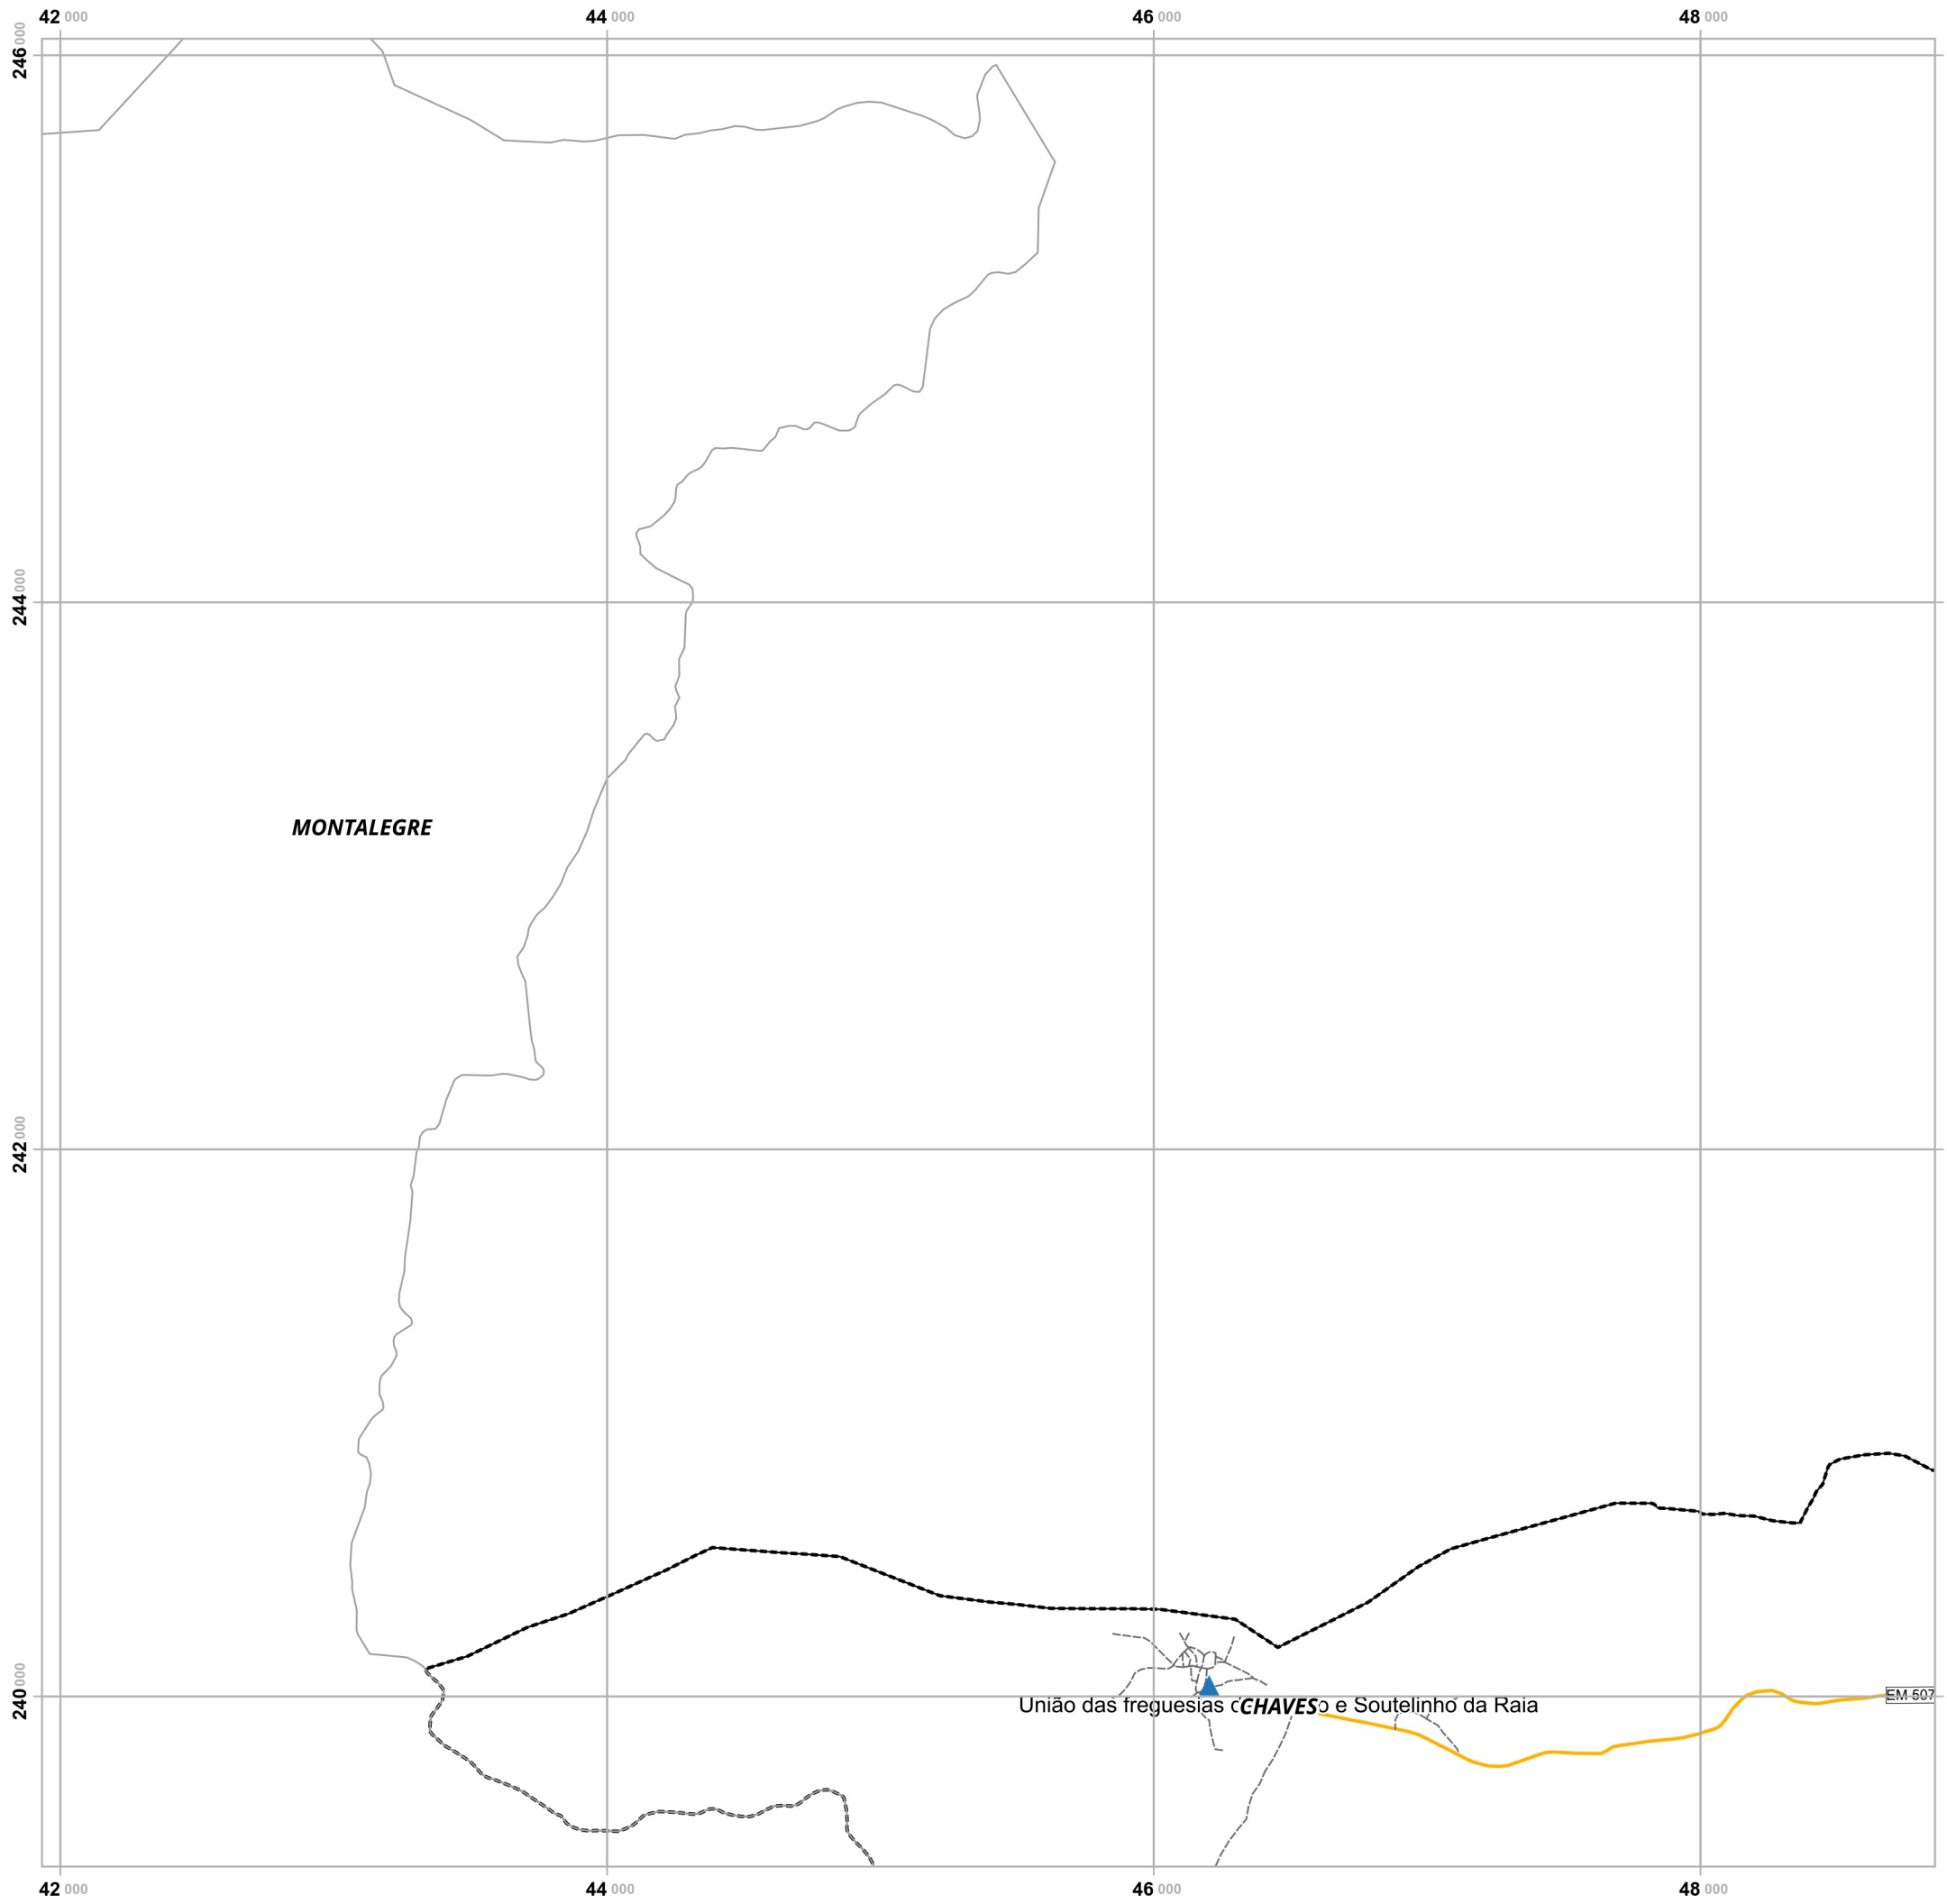 42 000 44 000 46 000 48 000
246 000
244 000
MONTALEGRE
242 000
240 000
EM 507
União das freguesias
CHAVES
e Soutelinho da Raia
42 000 44 000 46 000 48 000